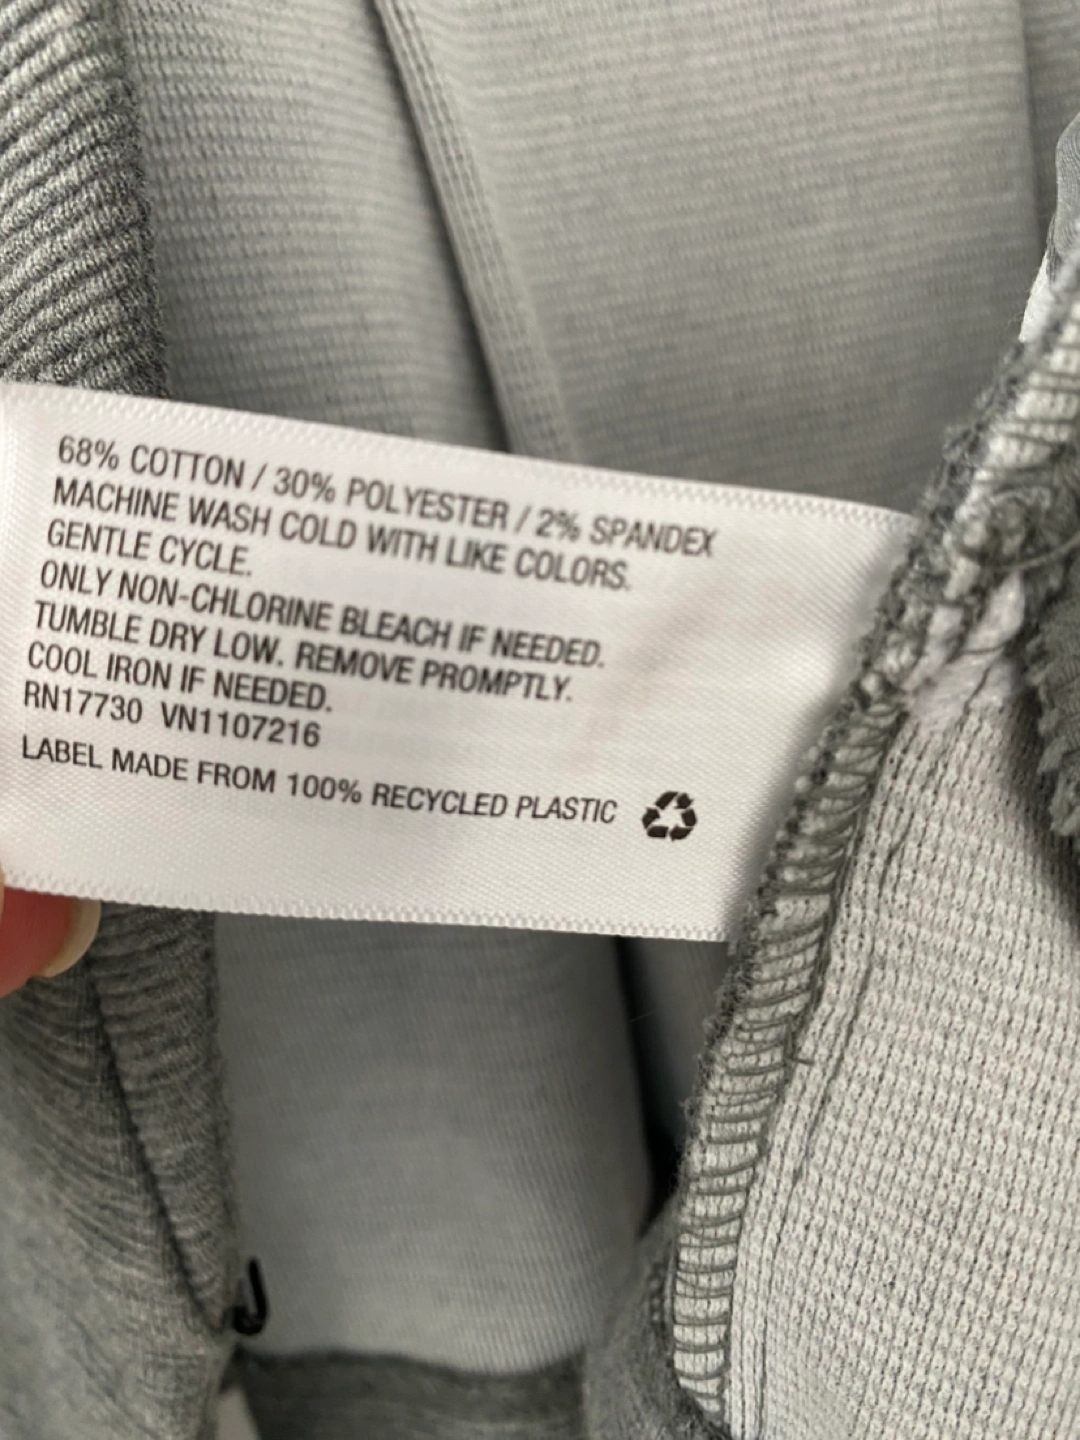 68% COTTON / 30% POLYESTER / 2% SPANDEX
MACHINE WASH COLD WITH LIKE COLORS.
GENTLE CYCLE.
ONLY NON-CHLORINE BLEACH IF NEEDED.
TUMBLE DRY LOW. REMOVE PROMPTLY.
COOL IRON IF NEEDED.
RN17730 VN1107216
LABEL MADE FROM 100% RECYCLED PLASTIC